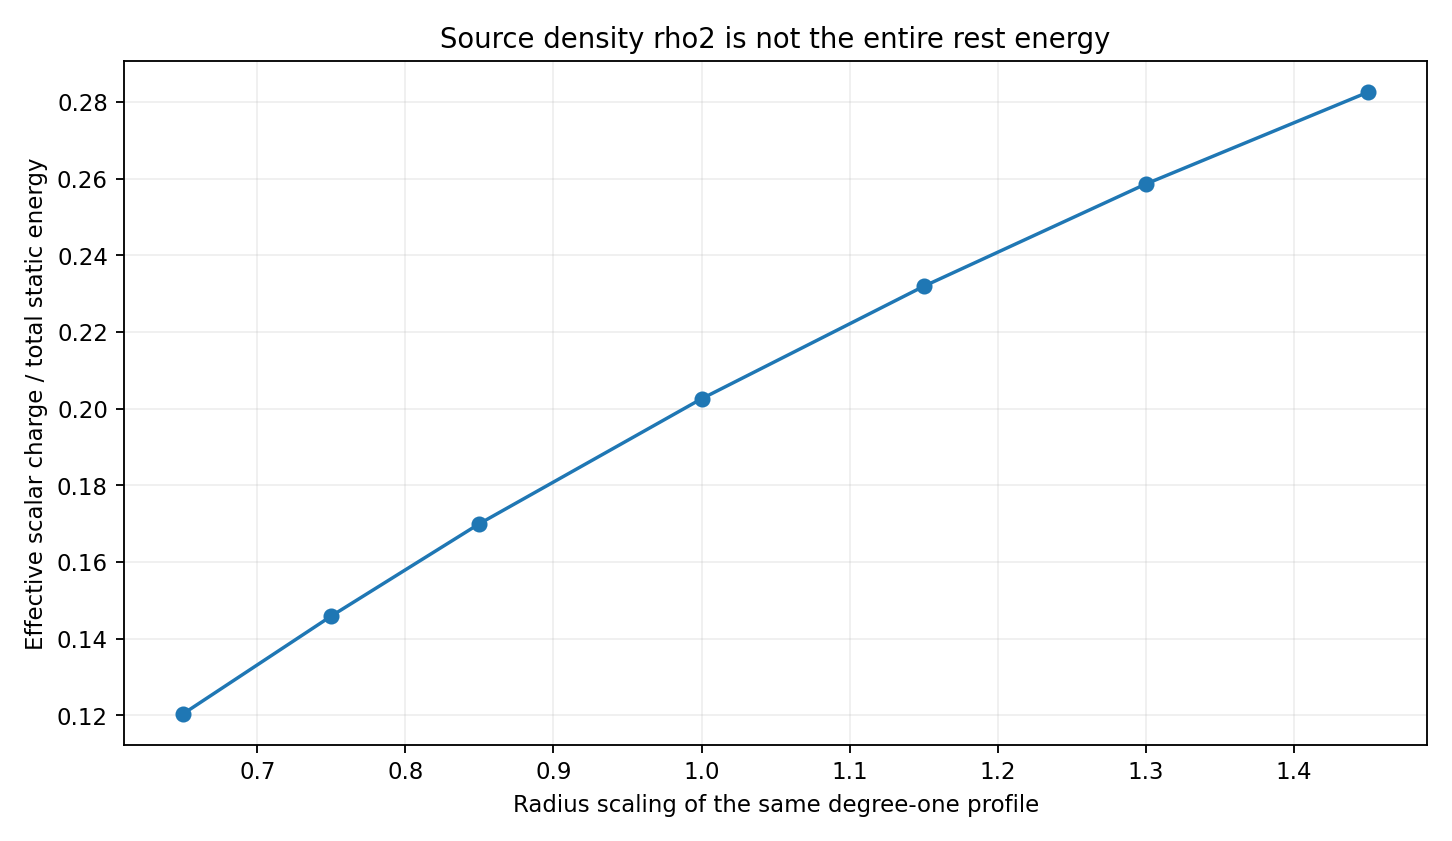 Source density rho2 is not the entire rest energy
Effective scalar charge / total static energy
0.28
0.26
0.24
0.22
0.20
0.18
0.16
0.14
0.12
0.7 0.8 0.9 1.0 1.1 1.2 1.3 1.4
Radius scaling of the same degree-one profile